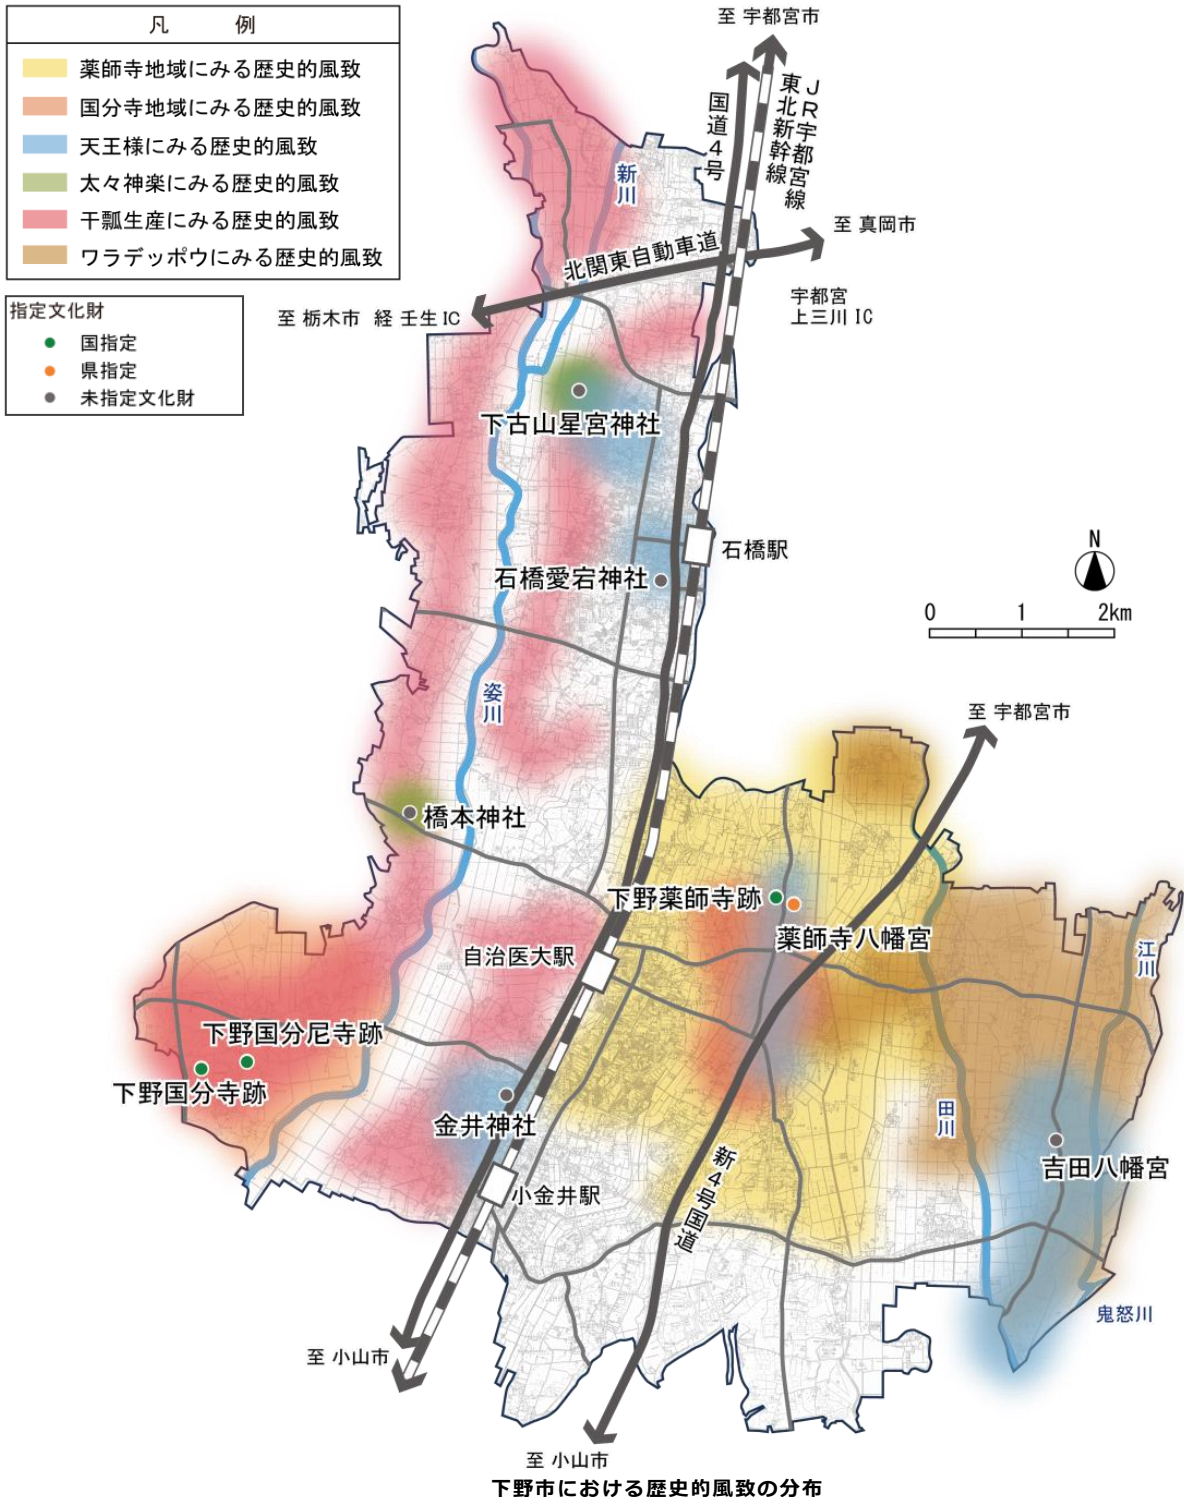 凡　例
薬師寺地域にみる歴史的風致
国分寺地域にみる歴史的風致
天王様にみる歴史的風致
太々神楽にみる歴史的風致
干瓢生産にみる歴史的風致
ワラデッポウにみる歴史的風致
指定文化財
国指定
県指定
未指定文化財
至 宇都宮市
国道4号
JR宇都宮線
東北新幹線
新川
至 真岡市
北関東自動車道
宇都宮
上三川 IC
至 栃木市 経 壬生 IC
下古山星宮神社
石橋駅
石橋愛宕神社
N
0 1 2km
姿川
至 宇都宮市
橋本神社
下野薬師寺跡
薬師寺八幡宮
江川
自治医大駅
下野国分尼寺跡
下野国分寺跡
金井神社
田川
吉田八幡宮
小金井駅
新4号国道
鬼怒川
至 小山市
至 小山市
下野市における歴史的風致の分布